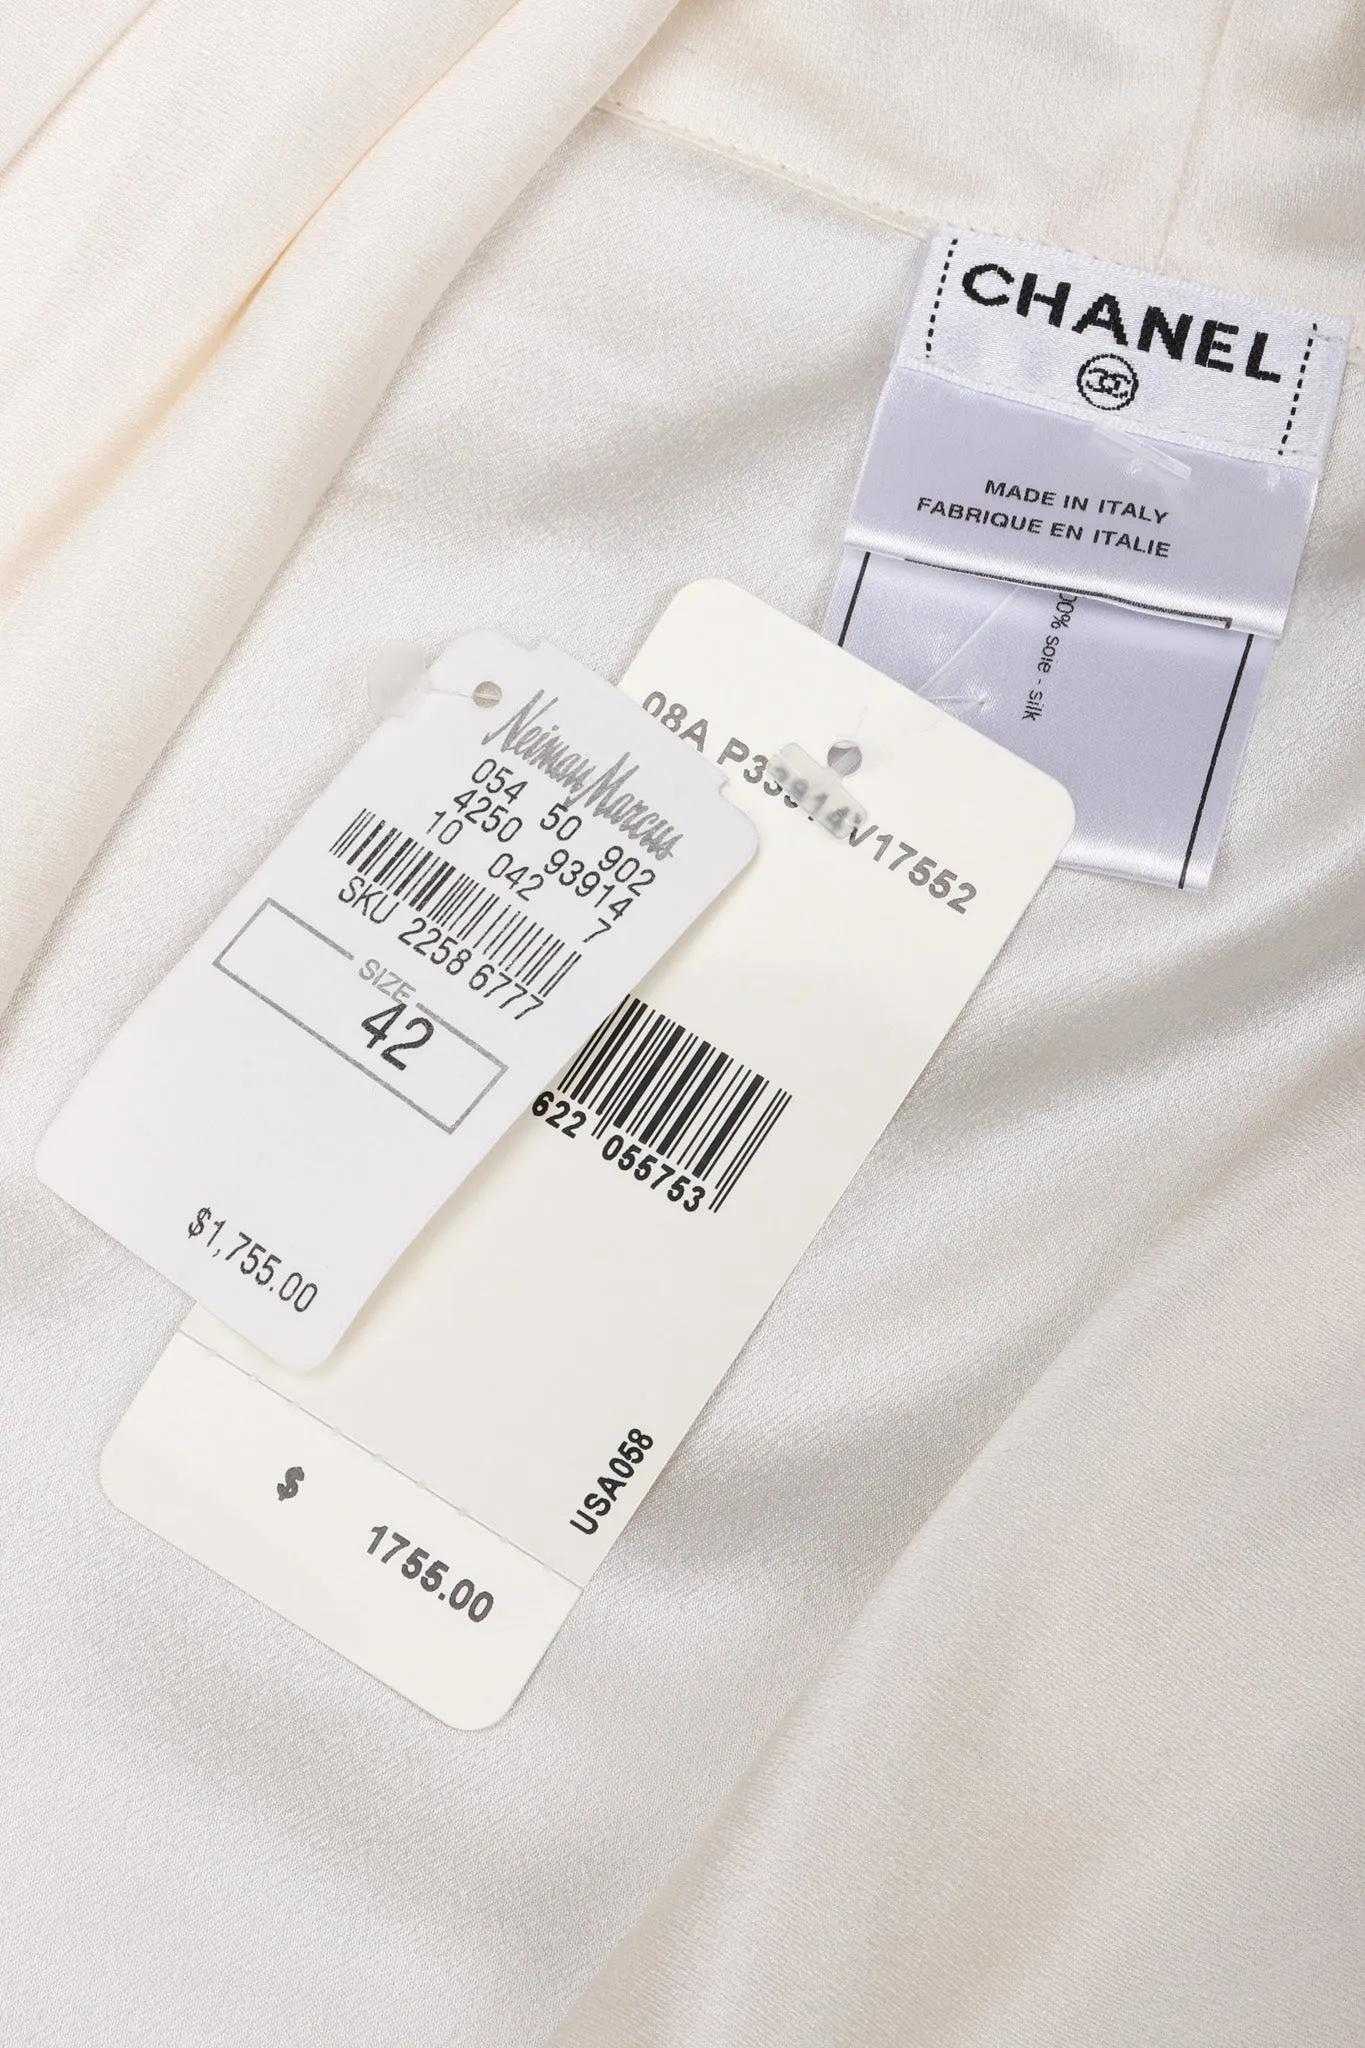 CHANEL
MADE IN ITALY
FABRIQUE EN ITALIE
00% soie - silk
Neiman Marcus
054 50 902
4250 93914
10 042 7
SKU 2258 6777
SIZE
42
$1,755.00
08A P33914V17552
622 055753
USA058
$ 1755.00